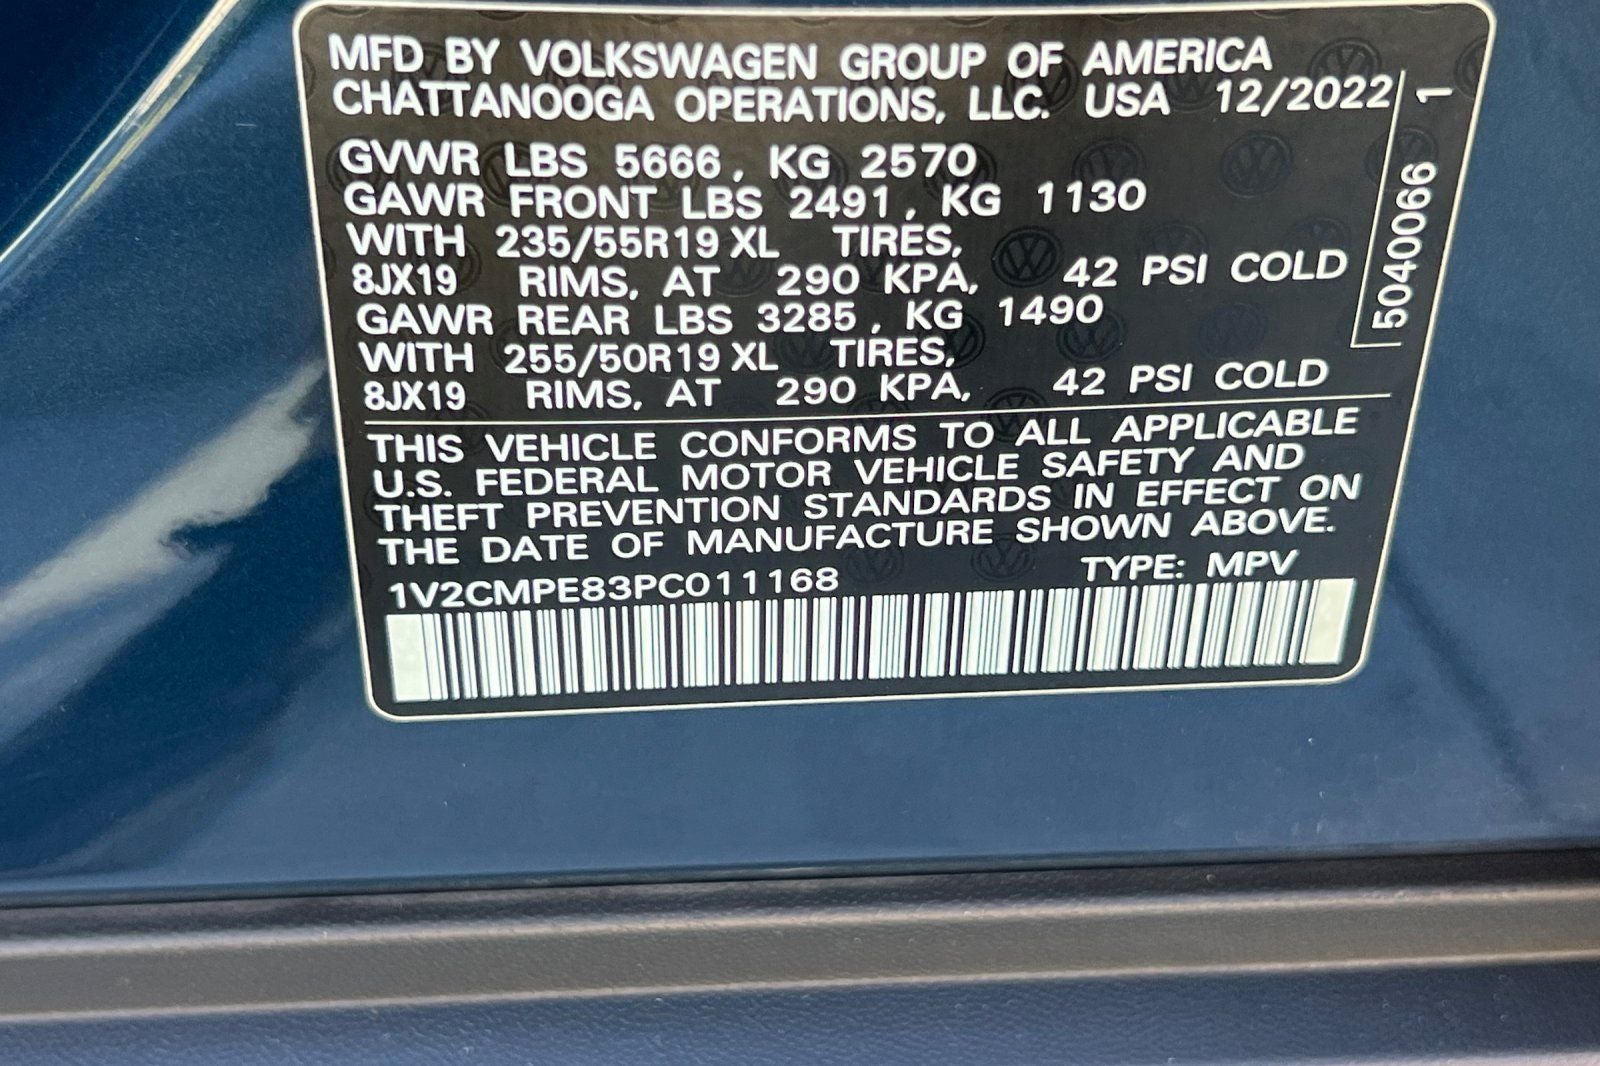 MFD BY VOLKSWAGEN GROUP OF AMERICA
CHATTANOOGA OPERATIONS, LLC. USA 12/2022
GVWR LBS 5666, KG 2570
GAWR FRONT LBS 2491, KG 1130
WITH 235/55R19 XL TIRES,
8JX19 RIMS, AT 290 KPA, 42 PSI COLD
GAWR REAR LBS 3285, KG 1490
WITH 255/50R19 XL TIRES,
8JX19 RIMS, AT 290 KPA, 42 PSI COLD
5040066 1
THIS VEHICLE CONFORMS TO ALL APPLICABLE
U.S. FEDERAL MOTOR VEHICLE SAFETY AND
THEFT PREVENTION STANDARDS IN EFFECT ON
THE DATE OF MANUFACTURE SHOWN ABOVE.
1V2CMPE83PC011168 TYPE: MPV